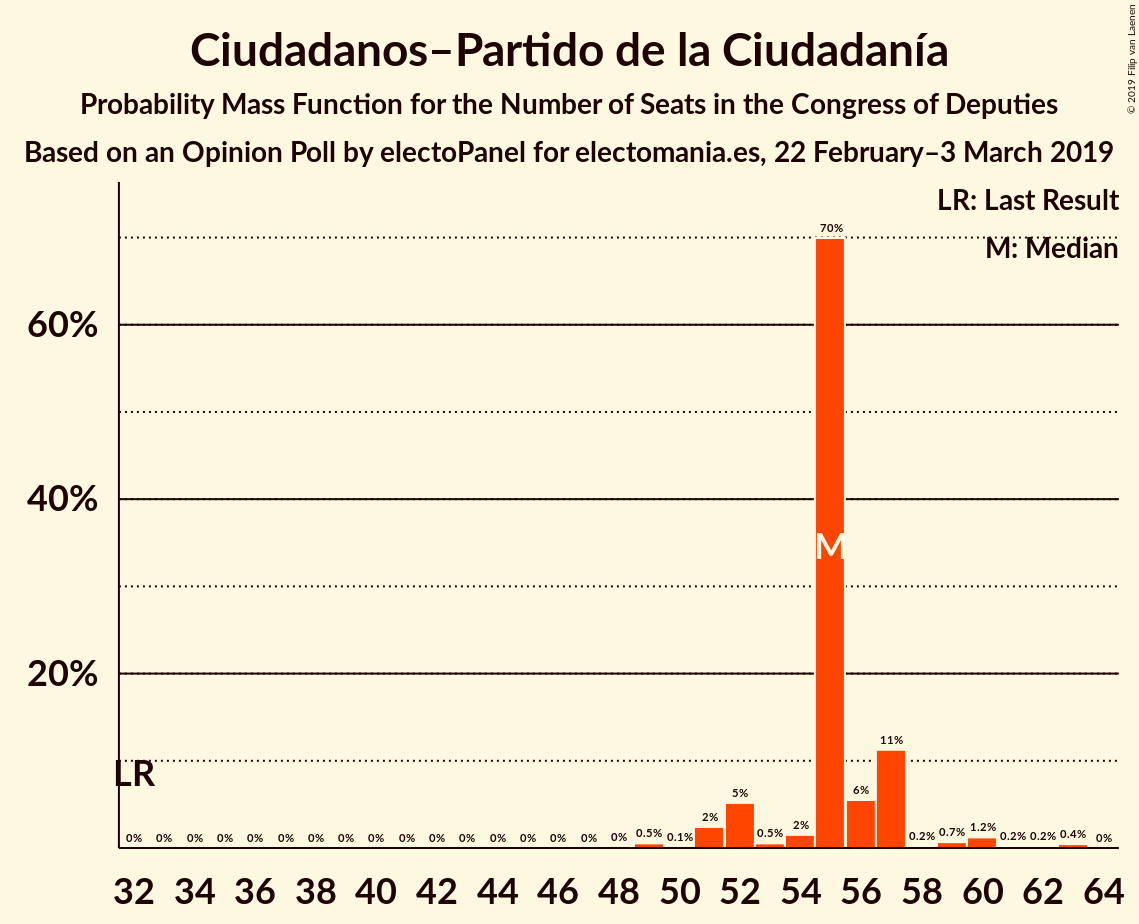 Ciudadanos–Partido de la Ciudadanía
Probability Mass Function for the Number of Seats in the Congress of Deputies
Based on an Opinion Poll by electoPanel for electomania.es, 22 February–3 March 2019
© 2019 Filip van Laenen
LR: Last Result
M: Median
70%
60%
40%
M
20%
LR
11%
5%
6%
2%
2%
0% 0% 0% 0% 0% 0% 0% 0% 0% 0% 0% 0% 0% 0% 0% 0% 0% 0.5% 0.1% 0.5% 0.2% 0.7% 1.2% 0.2% 0.2% 0.4% 0%
32 34 36 38 40 42 44 46 48 50 52 54 56 58 60 62 64